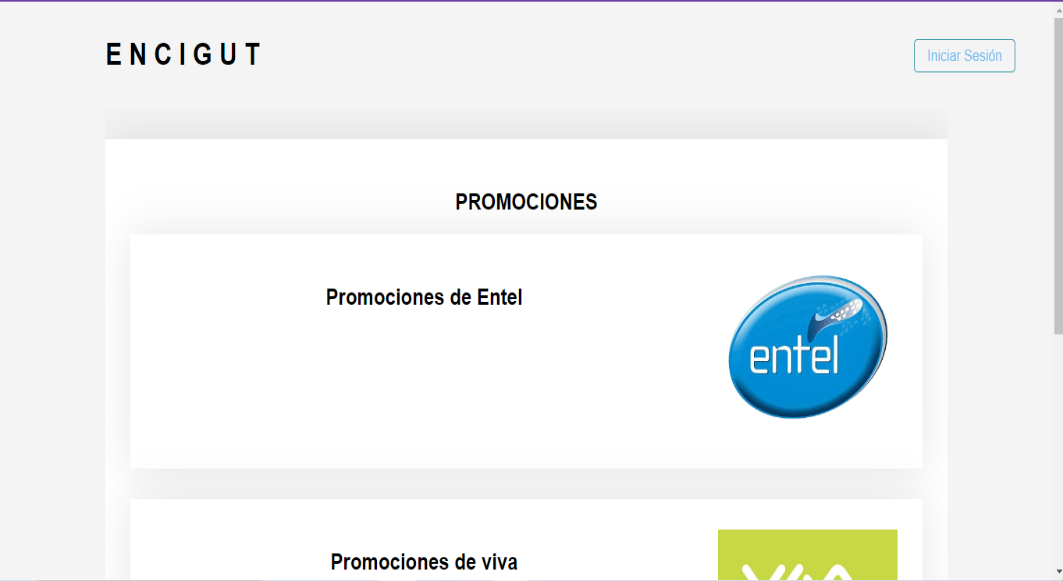 ENCIGUT
Iniciar Sesión
PROMOCIONES
Promociones de Entel
entel
Promociones de viva